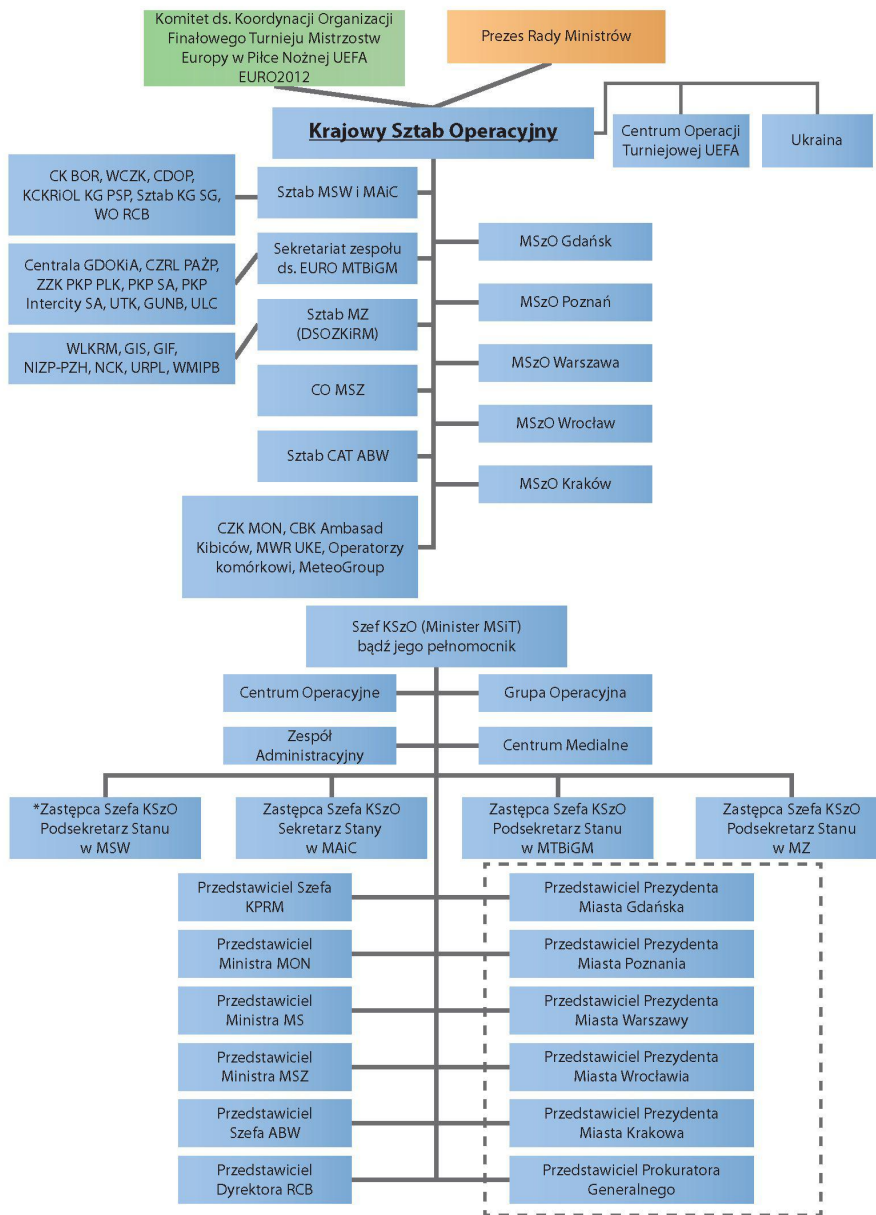 Komitet ds. Koordynacji Organizacji
Finałowego Turnieju Mistrzostw
Europy w Piłce Nożnej UEFA
EURO2012
Prezes Rady Ministrów
Krajowy Sztab Operacyjny
Centrum Operacji
Turniejowej UEFA
Ukraina
CK BOR, WCZK, CDOP,
KCKRiOL KG PSP, Sztab KG SG,
WO RCB
Sztab MSW i MAiC
Centrala GDOKiA, CZRL PAŻP,
ZZK PKP PLK, PKP SA, PKP
Intercity SA, UTK, GUNB, ULC
Sekretariat zespołu
ds. EURO MTBiGM
WLKRM, GIS, GIF,
NIZP-PZH, NCK, URPL, WMIPB
Sztab MZ
(DSOZKiRM)
CO MSZ
Sztab CAT ABW
CZK MON, CBK Ambasad
Kibiców, MWR UKE, Operatorzy
komórkowi, MeteoGroup
MSzO Gdańsk
MSzO Poznań
MSzO Warszawa
MSzO Wrocław
MSzO Kraków
Szef KSzO (Minister MSiT)
bądź jego pełnomocnik
Centrum Operacyjne
Grupa Operacyjna
Zespół
Administracyjny
Centrum Medialne
*Zastępca Szefa KSzO
Podsekretarz Stanu
w MSW
Zastępca Szefa KSzO
Sekretarz Stany
w MAiC
Zastępca Szefa KSzO
Podsekretarz Stanu
w MTBiGM
Zastępca Szefa KSzO
Podsekretarz Stanu
w MZ
Przedstawiciel Szefa
KPRM
Przedstawiciel Prezydenta
Miasta Gdańska
Przedstawiciel
Ministra MON
Przedstawiciel Prezydenta
Miasta Poznania
Przedstawiciel
Ministra MS
Przedstawiciel Prezydenta
Miasta Warszawy
Przedstawiciel
Ministra MSZ
Przedstawiciel Prezydenta
Miasta Wrocławia
Przedstawiciel
Szefa ABW
Przedstawiciel Prezydenta
Miasta Krakowa
Przedstawiciel
Dyrektora RCB
Przedstawiciel Prokuratora
Generalnego